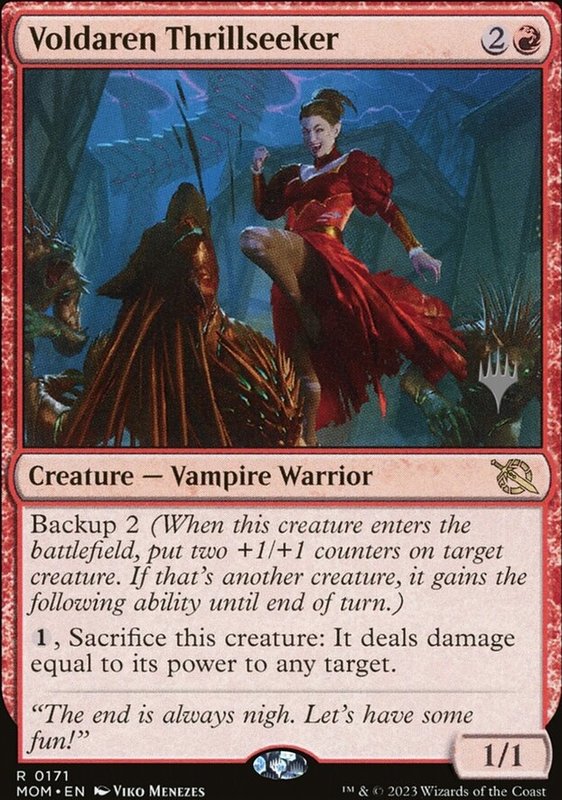 Voldaren Thrillseeker 2
Creature — Vampire Warrior
Backup 2 (When this creature enters the
battlefield, put two +1/+1 counters on target
creature. If that's another creature, it gains the
following ability until end of turn.)
1, Sacrifice this creature: It deals damage
equal to its power to any target.
“The end is always nigh. Let's have some
fun!”
1/1
R 0171
MOM • EN Viko Menezes
™ & © 2023 Wizards of the Coast